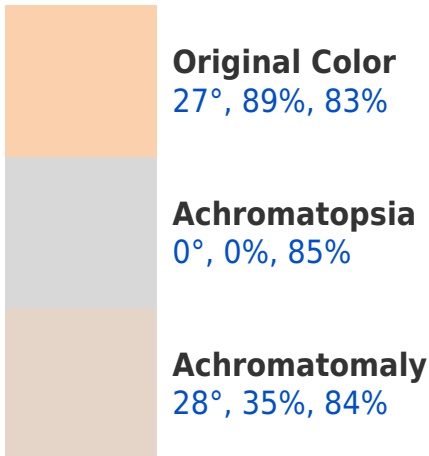 Original Color
27°, 89%, 83%
Achromatopsia
0°, 0%, 85%
Achromatomaly
28°, 35%, 84%